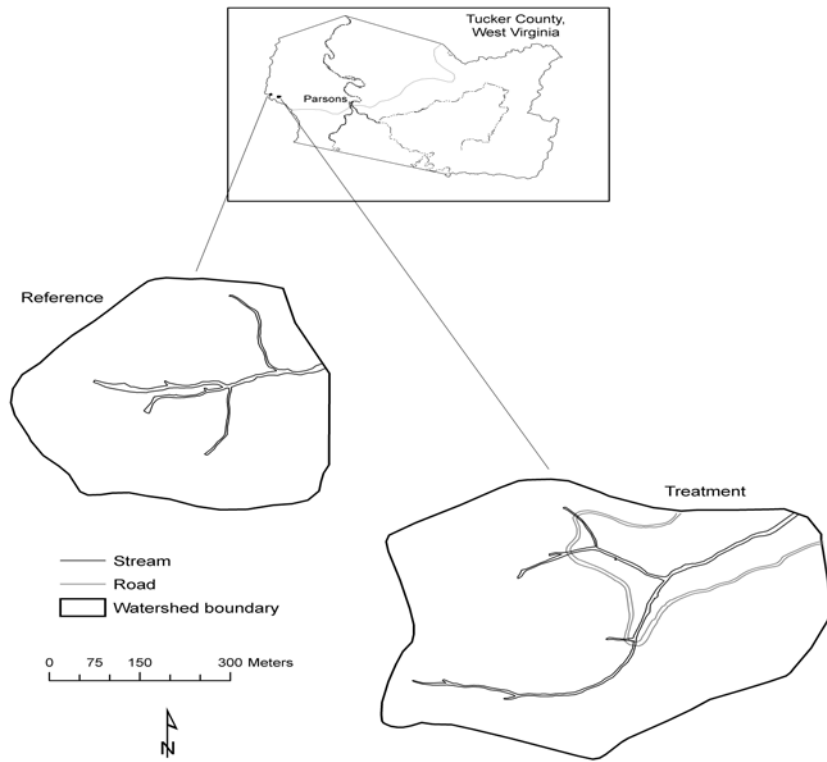 Tucker County,
West Virginia
Parsons
Reference
Treatment
Stream
Road
Watershed boundary
0 75 150 300 Meters
N